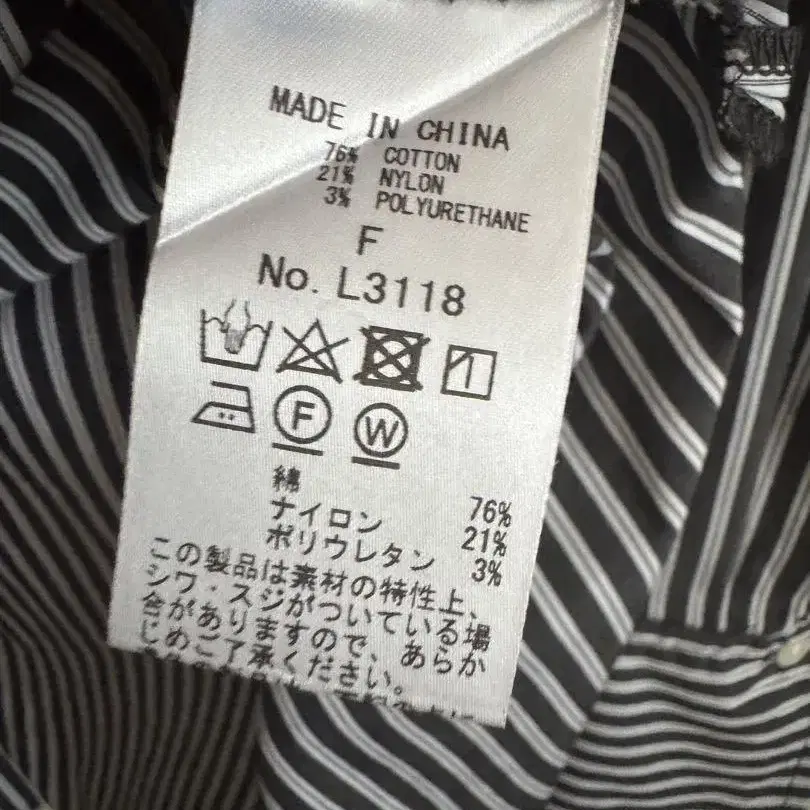 MADE IN CHINA
76% COTTON
21% NYLON
3% POLYURETHANE
F
No. L3118
F
W
綿 76%
ナイロン 21%
ポリウレタン 3%
この製品は素材の特性上、
シワ・スジがついている場
合がありますので、あらか
じめご了承ください。